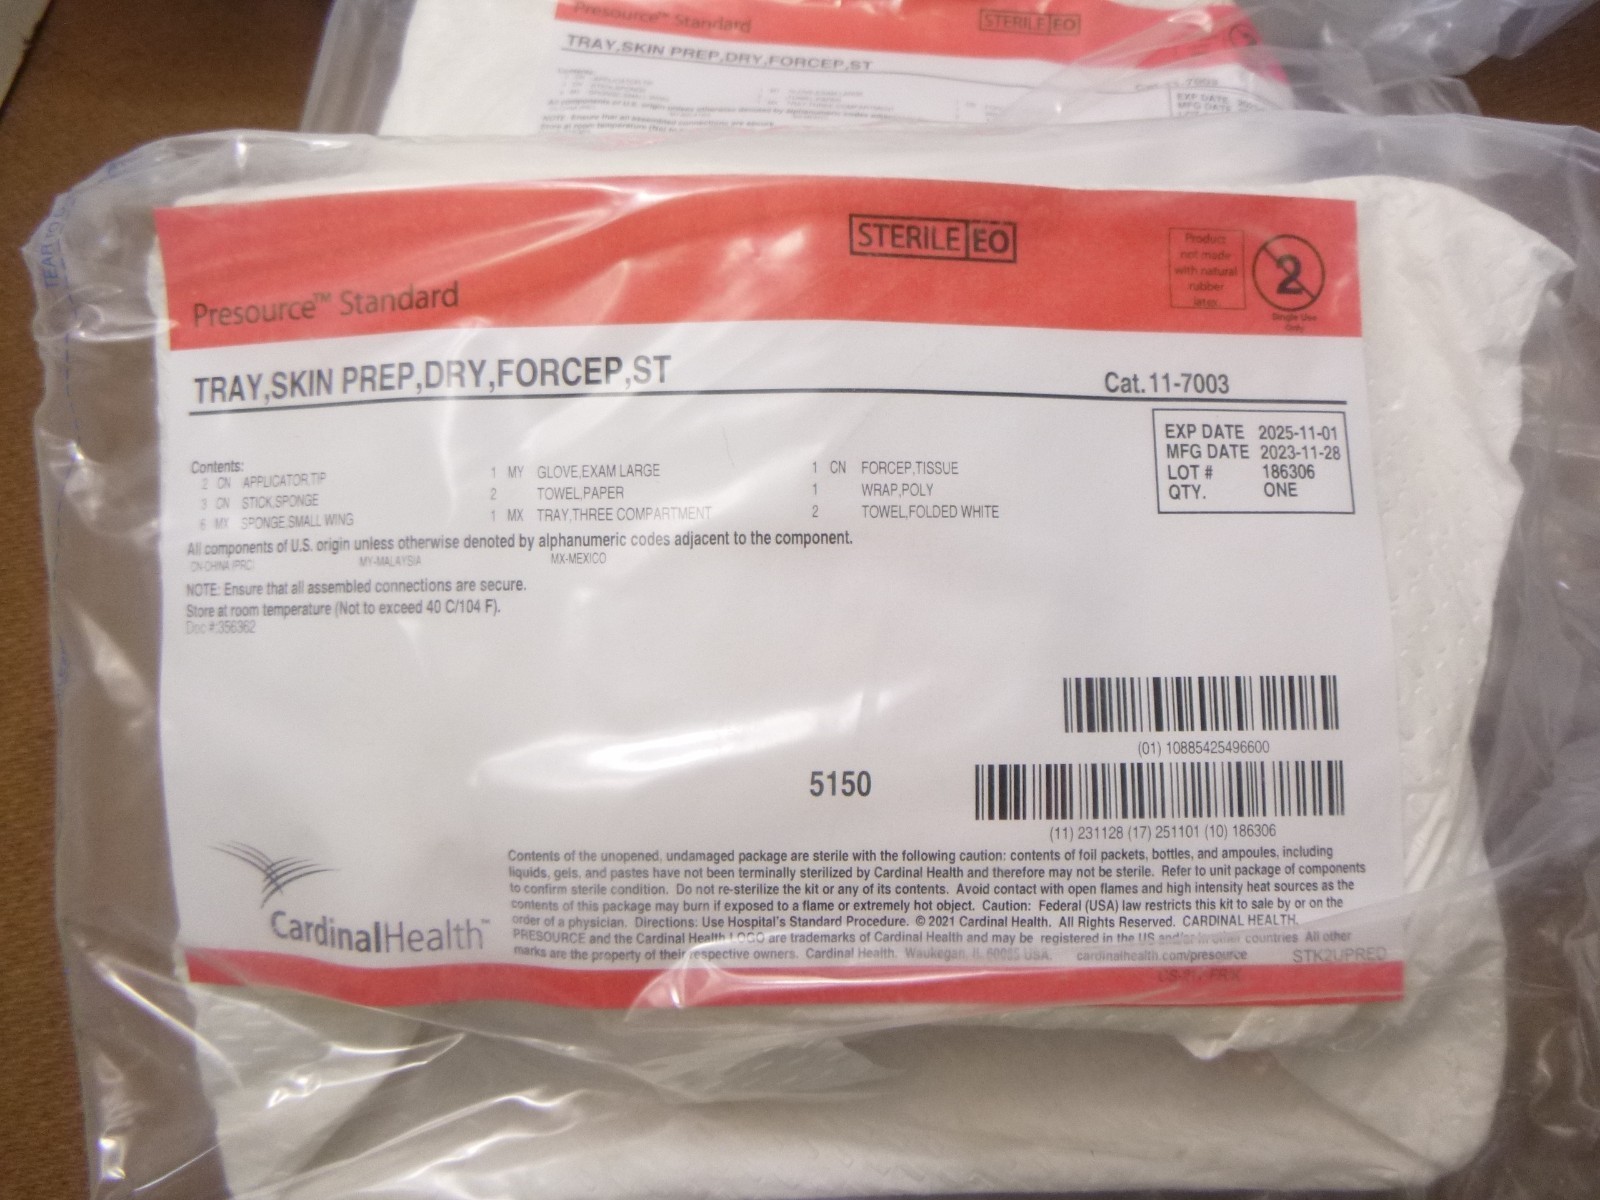 Presource™ Standard
STERILE EO
TRAY,SKIN PREP,DRY,FORCEP,ST
EXP DATE
MFG DATE
TEAR
STERILE EO
Product
not made
with natural
rubber
latex.
2
Single Use
Only
Presource™ Standard
TRAY,SKIN PREP,DRY,FORCEP,ST
Cat.11-7003
EXP DATE 2025-11-01
MFG DATE 2023-11-28
LOT # 186306
QTY. ONE
Contents:
2 CN APPLICATOR,TIP 1 MY GLOVE,EXAM LARGE 1 CN FORCEP,TISSUE
3 CN STICK,SPONGE 2 TOWEL,PAPER 1 WRAP,POLY
6 MX SPONGE,SMALL WING 1 MX TRAY,THREE COMPARTMENT 2 TOWEL,FOLDED WHITE
All components of U.S. origin unless otherwise denoted by alphanumeric codes adjacent to the component.
CN-CHINA (PRC) MY-MALAYSIA MX-MEXICO
NOTE: Ensure that all assembled connections are secure.
Store at room temperature (Not to exceed 40 C/104 F).
Doc #:356362
(01) 10885425496600
5150
(11) 231128 (17) 251101 (10) 186306
CardinalHealth™
Contents of the unopened, undamaged package are sterile with the following caution: contents of foil packets, bottles, and ampoules, including
liquids, gels, and pastes have not been terminally sterilized by Cardinal Health and therefore may not be sterile. Refer to unit package of components
to confirm sterile condition. Do not re-sterilize the kit or any of its contents. Avoid contact with open flames and high intensity heat sources as the
contents of this package may burn if exposed to a flame or extremely hot object. Caution: Federal (USA) law restricts this kit to sale by or on the
order of a physician. Directions: Use Hospital's Standard Procedure. © 2021 Cardinal Health. All Rights Reserved. CARDINAL HEALTH,
PRESOURCE and the Cardinal Health LOGO are trademarks of Cardinal Health and may be registered in the US and/or in other countries. All other
marks are the property of their respective owners. Cardinal Health. Waukegan, IL 60085 USA. cardinalhealth.com/presource STK2UPRED